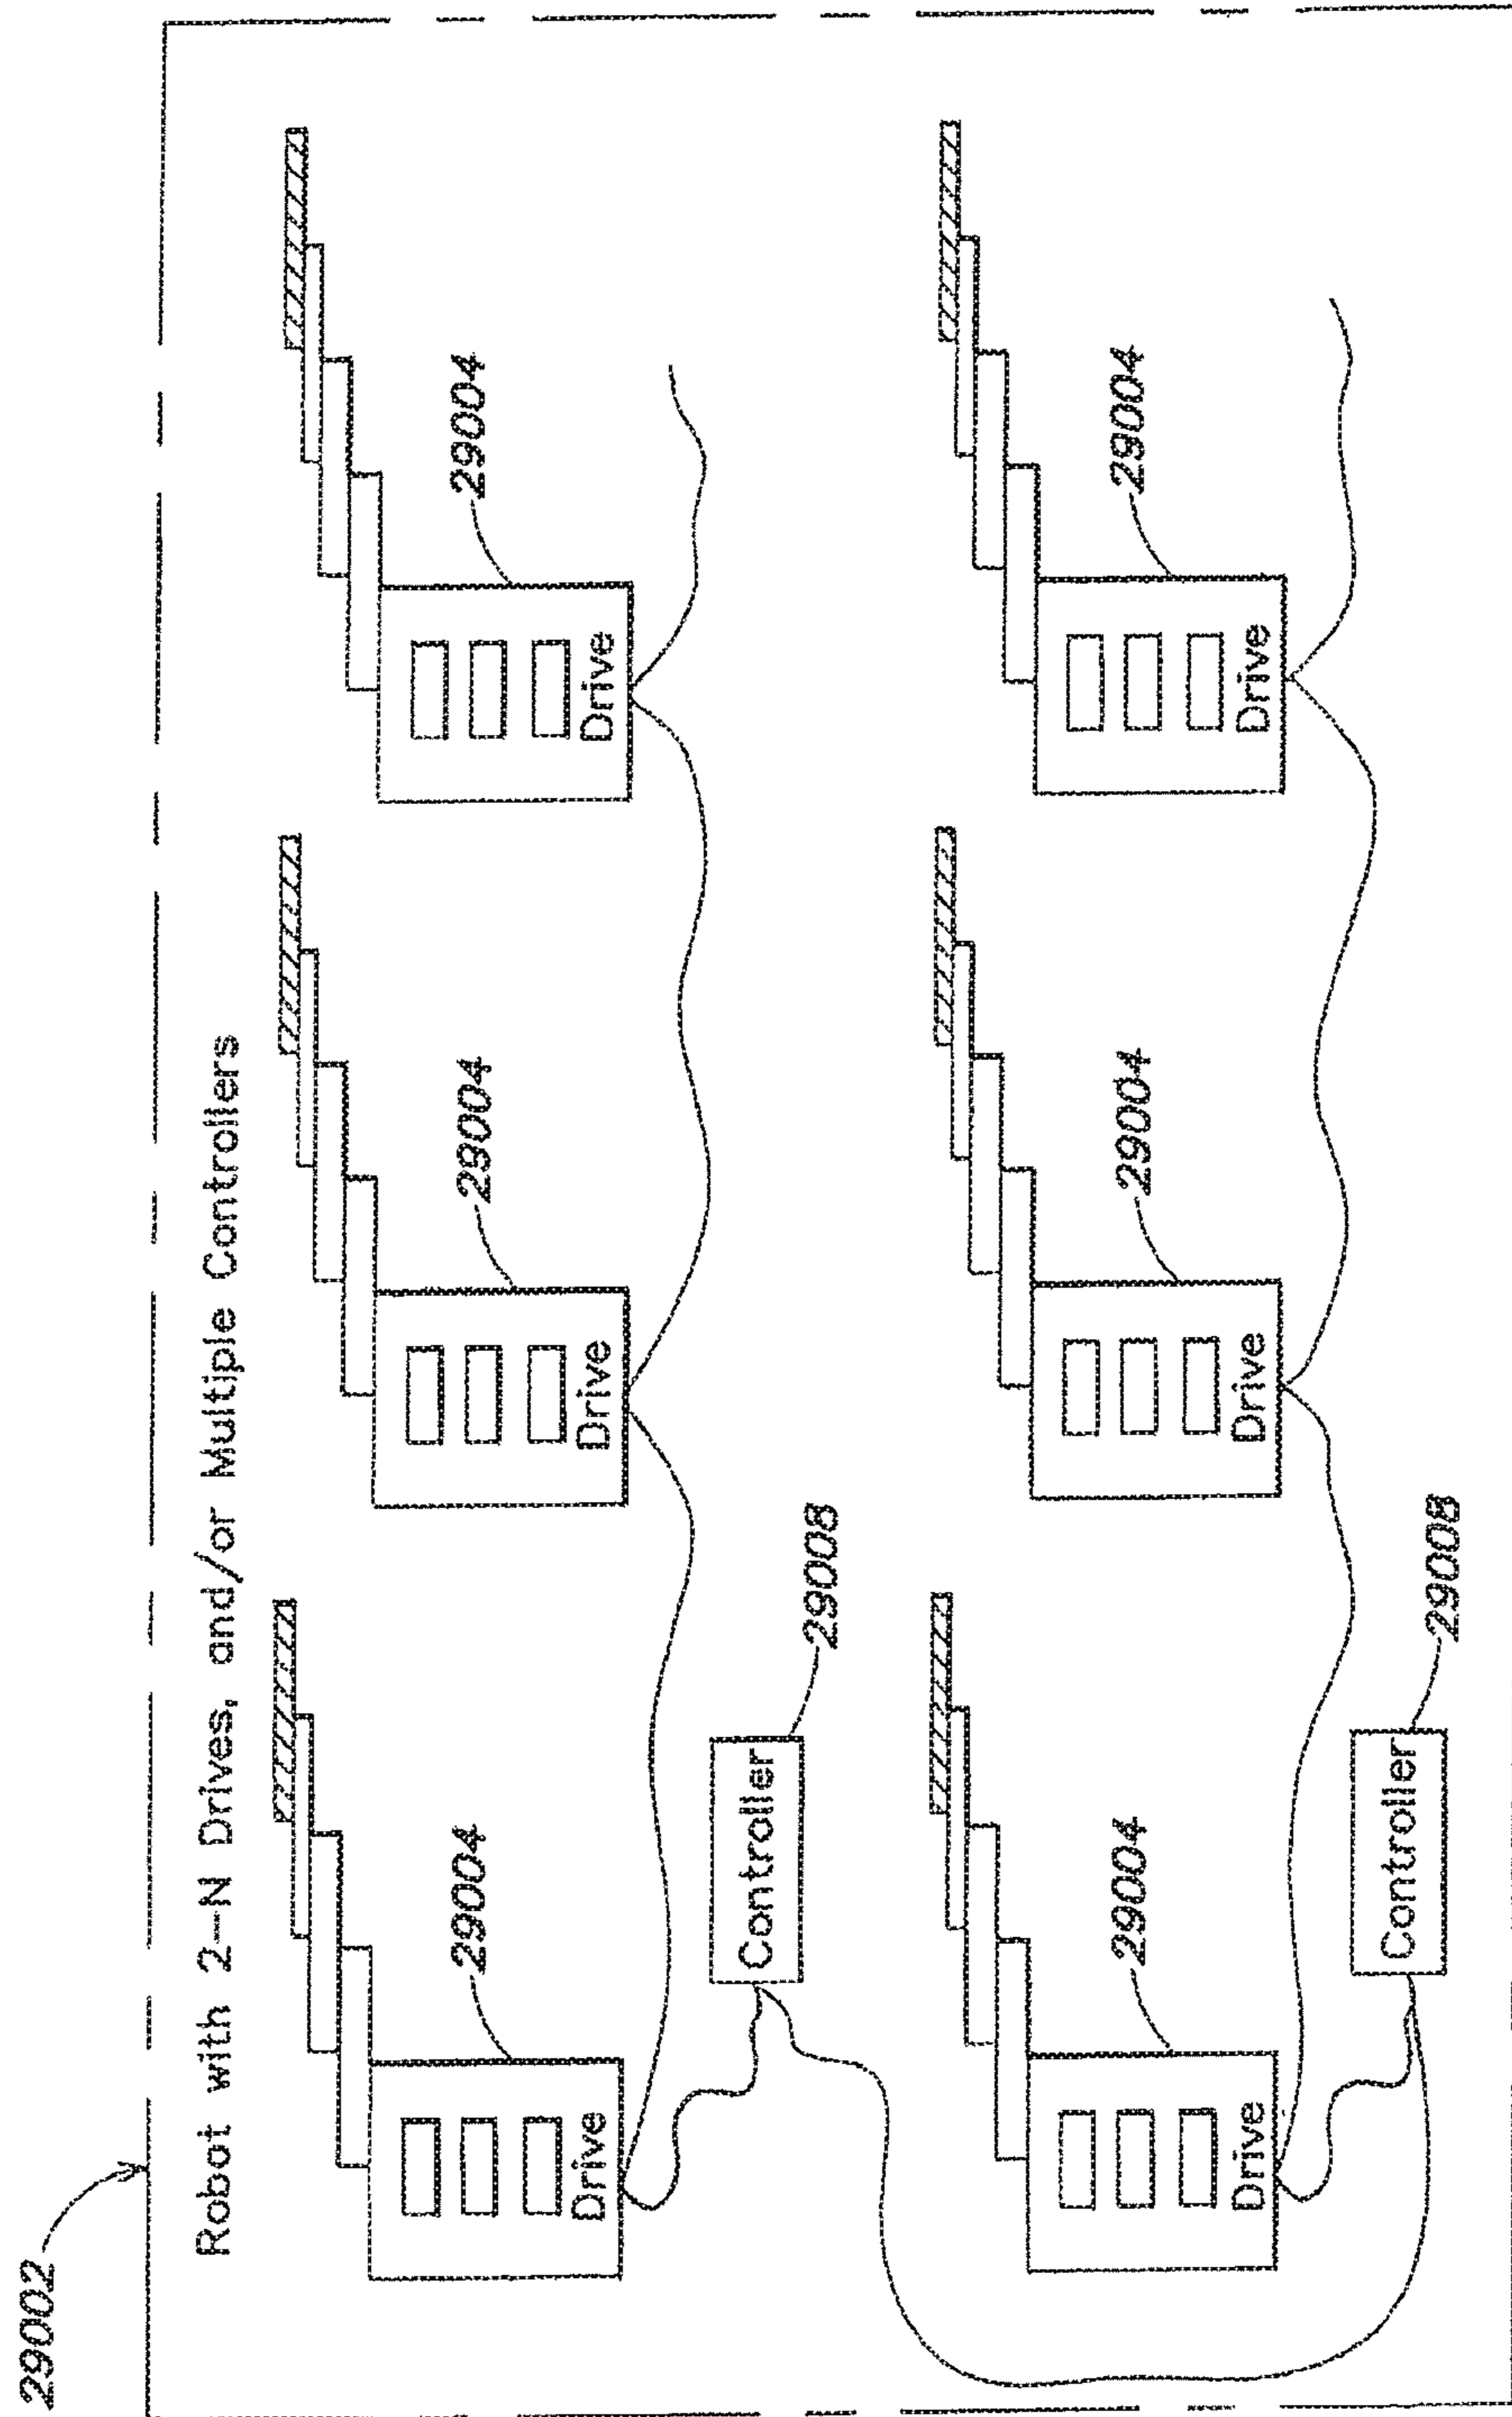 29002
Robot with 2-N Drives, and/or Multiple Controllers
29004
29004
29004
Drive
Drive
Drive
Controller
29008
29004
29004
29004
Drive
Drive
Drive
Controller
29008